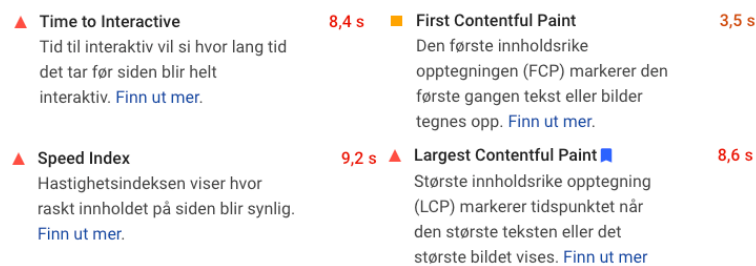 Time to Interactive 8,4 s
Tid til interaktiv vil si hvor lang tid
det tar før siden blir helt
interaktiv. Finn ut mer.
First Contentful Paint 3,5 s
Den første innholdsrike
opptegningen (FCP) markerer den
første gangen tekst eller bilder
tegnes opp. Finn ut mer.
Speed Index 9,2 s
Hastighetsindeksen viser hvor
raskt innholdet på siden blir synlig.
Finn ut mer.
Largest Contentful Paint 8,6 s
Største innholdsrike opptegning
(LCP) markerer tidspunktet når
den største teksten eller det
største bildet vises. Finn ut mer